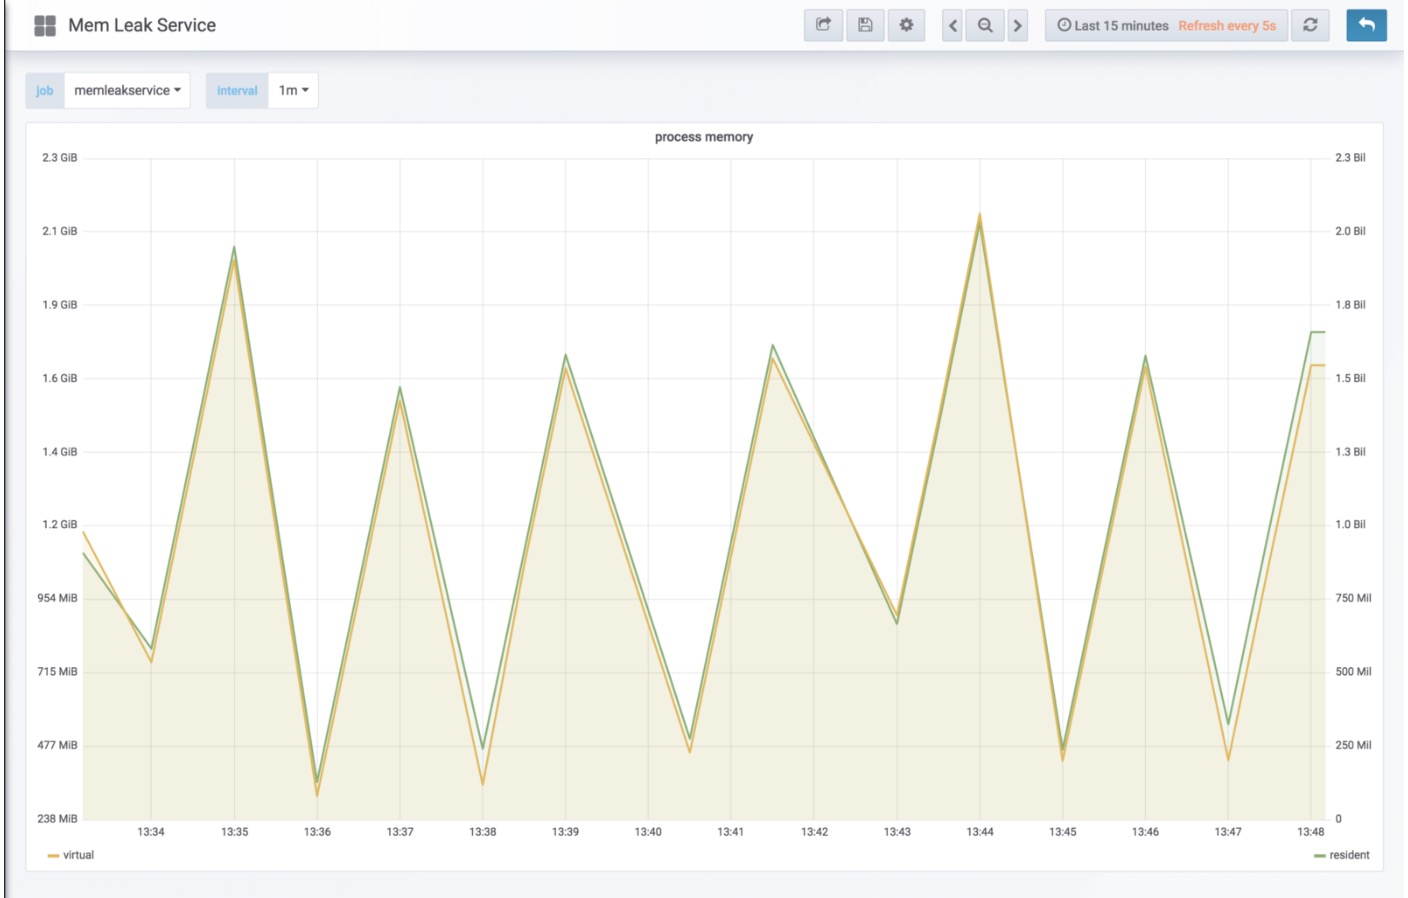 Mem Leak Service
Last 15 minutes Refresh every 5s
job memleakservice interval 1m
process memory
2.3 GiB 2.3 Bil
2.1 GiB 2.0 Bil
1.9 GiB 1.8 Bil
1.6 GiB 1.5 Bil
1.4 GiB 1.3 Bil
1.2 GiB 1.0 Bil
954 MiB 750 Mil
715 MiB 500 Mil
477 MiB 250 Mil
238 MiB 0
13:34 13:35 13:36 13:37 13:38 13:39 13:40 13:41 13:42 13:43 13:44 13:45 13:46 13:47 13:48
virtual resident